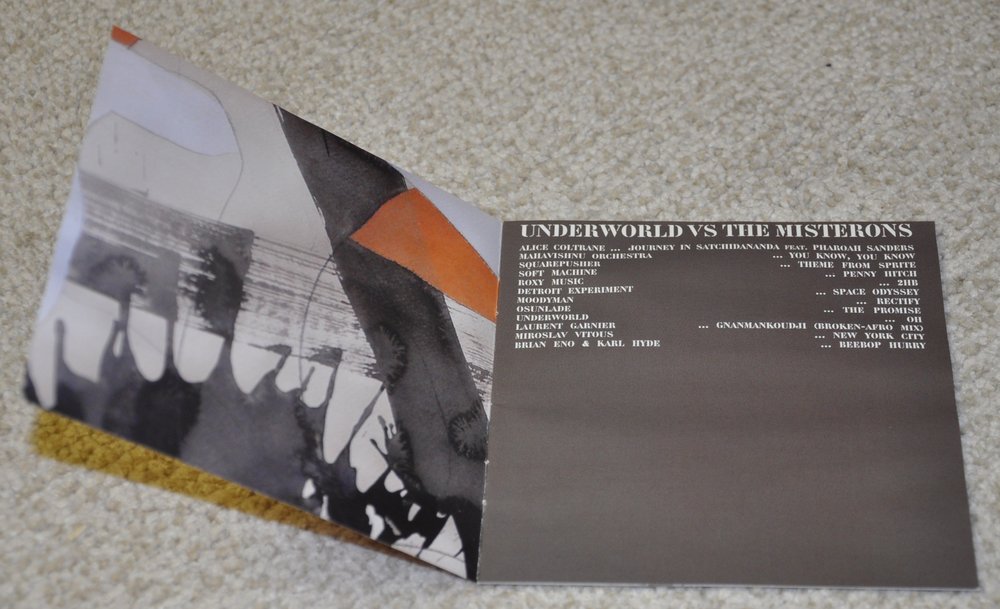 UNDERWORLD VS THE MISTERONS
ALICE COLTRANE ... JOURNEY IN SATCHIDANANDA FEAT. PHAROAH SANDERS
MAHAVISHNU ORCHESTRA ... YOU KNOW, YOU KNOW
SQUAREPUSHER ... THEME FROM SPRITE
SOFT MACHINE ... PENNY HITCH
ROXY MUSIC ... 2HB
DETROIT EXPERIMENT ... SPACE ODYSSEY
MOODYMAN ... RECTIFY
OSUNLADE ... THE PROMISE
UNDERWORLD ... OH
LAURENT GARNIER ... GNANMANKOUDJI (BROKEN-AFRO MIX)
MIROSLAV VITOUS ... NEW YORK CITY
BRIAN ENO & KARL HYDE ... BEEBOP HURRY